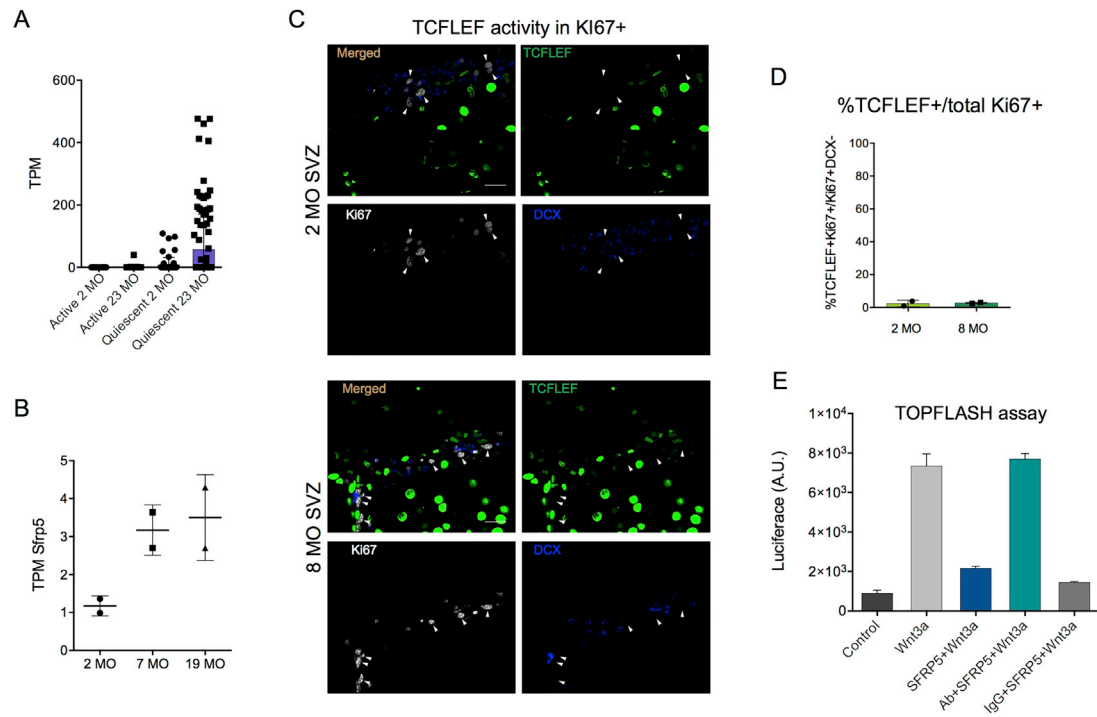 A
600
400
200
0
TPM
Active 2 MO
Active 23 MO
Quiescent 2 MO
Quiescent 23 MO
B
5
4
3
2
1
0
TPM Sfrp5
2 MO
7 MO
19 MO
C
TCFLEF activity in KI67+
2 MO SVZ
Merged
TCFLEF
Ki67
DCX
8 MO SVZ
Merged
TCFLEF
Ki67
DCX
D
%TCFLEF+/total Ki67+
%TCFLEF+Ki67+/Ki67+DCX-
100
80
60
40
20
0
2 MO
8 MO
E
TOPFLASH assay
Luciferace (A.U.)
1×10⁴
8×10³
6×10³
4×10³
2×10³
0
Control
Wnt3a
SFRP5+Wnt3a
Ab+SFRP5+Wnt3a
IgG+SFRP5+Wnt3a